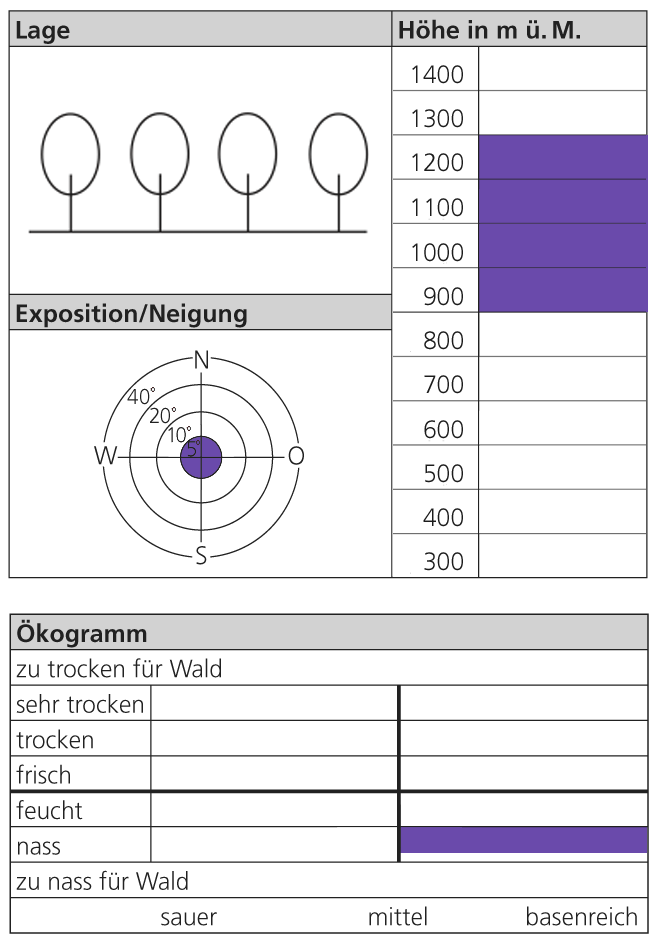 Lage
Höhe in m ü. M.
1400
1300
1200
1100
1000
900
800
700
600
500
400
300
Exposition/Neigung
N
40°
20°
10°
5°
W
O
S
Ökogramm
zu trocken für Wald
sehr trocken
trocken
frisch
feucht
nass
zu nass für Wald
sauer mittel basenreich